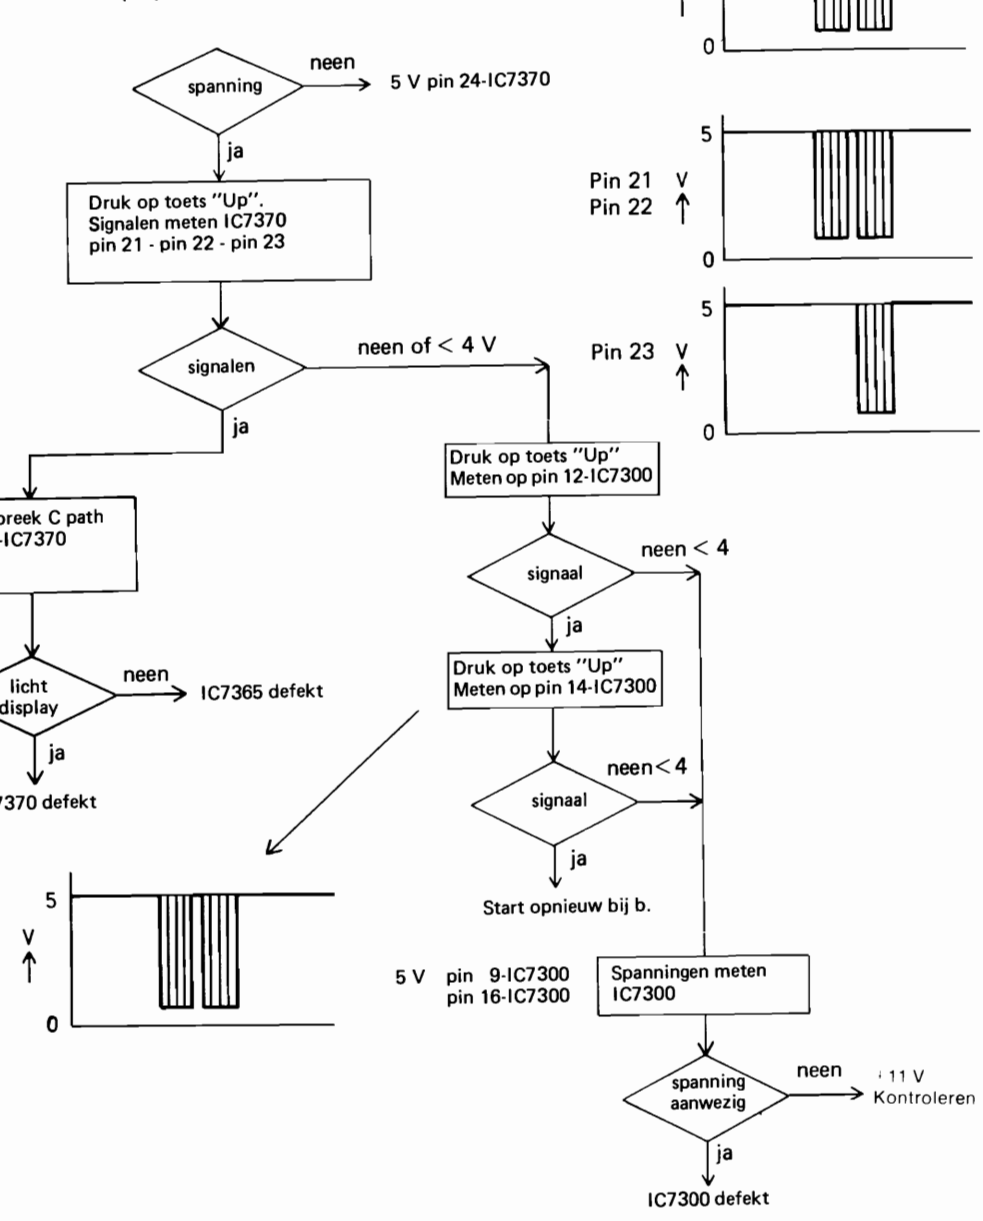 0
neen
spanning
5 V pin 24-IC7370
ja
Druk op toets "Up".
Signalen meten IC7370
pin 21 - pin 22 - pin 23
5
Pin 21 V
Pin 22
0
signalen
neen of < 4 V
ja
5
Pin 23 V
0
Druk op toets "Up"
Meten op pin 12-IC7300
C path
-IC7370
signaal
neen < 4
ja
Druk op toets "Up"
Meten op pin 14-IC7300
licht
display
neen
IC7365 defekt
ja
7370 defekt
signaal
neen < 4
ja
Start opnieuw bij b.
5
V
0
5 V pin 9-IC7300
pin 16-IC7300
Spanningen meten
IC7300
spanning
aanwezig
neen
11 V
Kontroleren
ja
IC7300 defekt